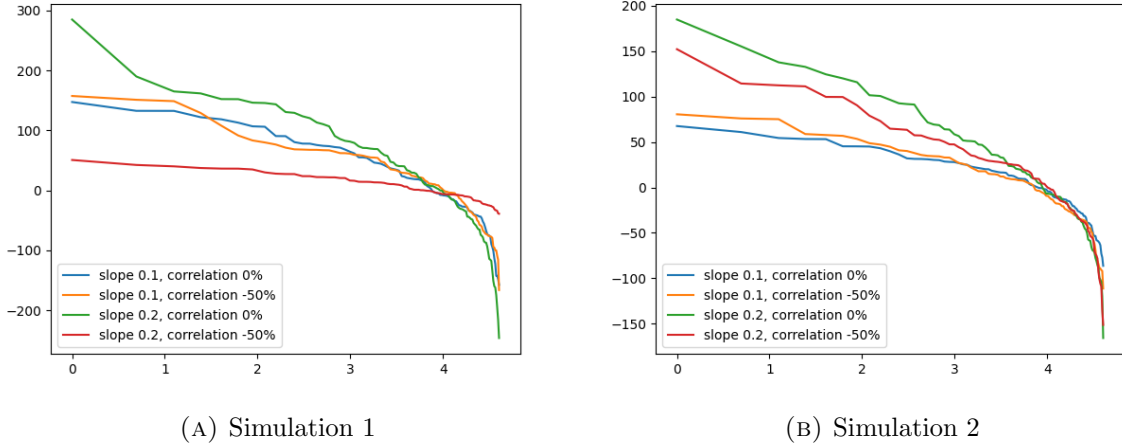 300
200
100
0
−100
−200
0
1
2
3
4
slope 0.1, correlation 0%
slope 0.1, correlation -50%
slope 0.2, correlation 0%
slope 0.2, correlation -50%
(A) Simulation 1
200
150
100
50
0
−50
−100
−150
0
1
2
3
4
slope 0.1, correlation 0%
slope 0.1, correlation -50%
slope 0.2, correlation 0%
slope 0.2, correlation -50%
(B) Simulation 2